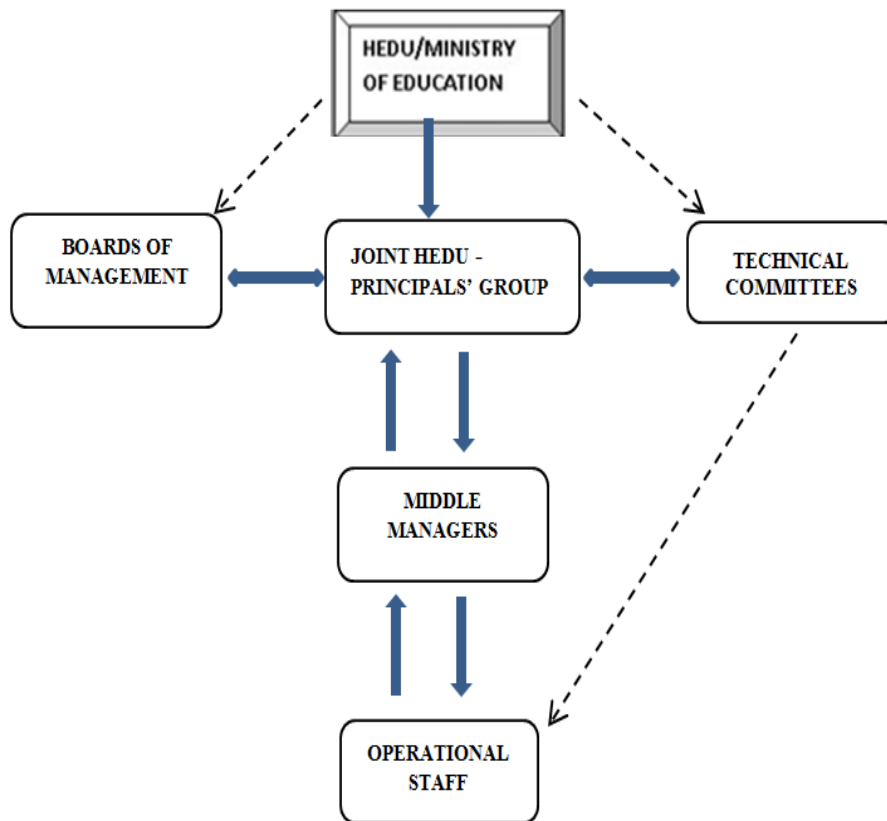 HEDU/MINISTRY
OF EDUCATION
BOARDS OF
MANAGEMENT
JOINT HEDU -
PRINCIPALS’ GROUP
TECHNICAL
COMMITTEES
MIDDLE
MANAGERS
OPERATIONAL
STAFF